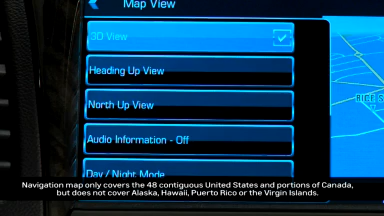 Map View
3D View
Heading Up View
North Up View
Audio Information - Off
Day / Night Mode
Navigation map only covers the 48 contiguous United States and portions of Canada,
but does not cover Alaska, Hawaii, Puerto Rico or the Virgin Islands.